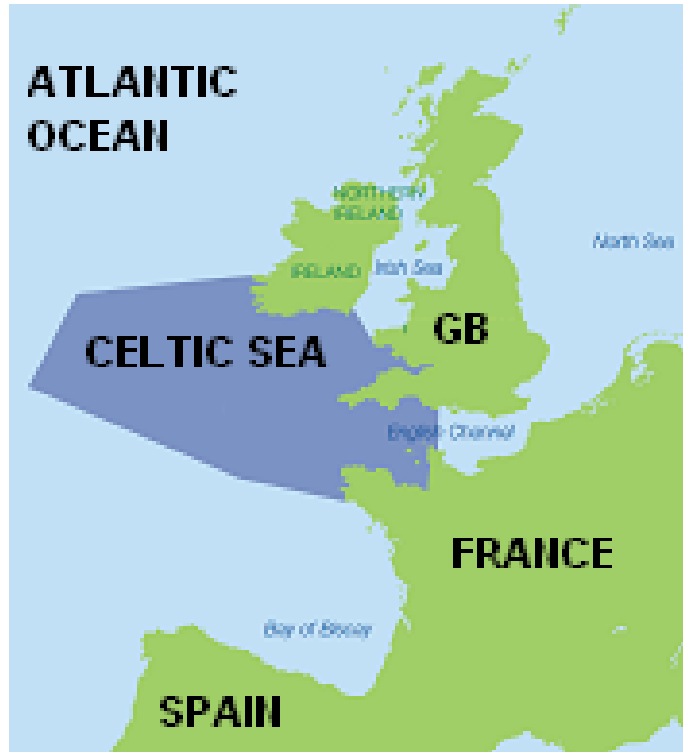 ATLANTIC
OCEAN
NORTHERN
IRELAND
North Sea
IRELAND
Irish Sea
GB
CELTIC SEA
English Channel
FRANCE
Bay of Biscay
SPAIN